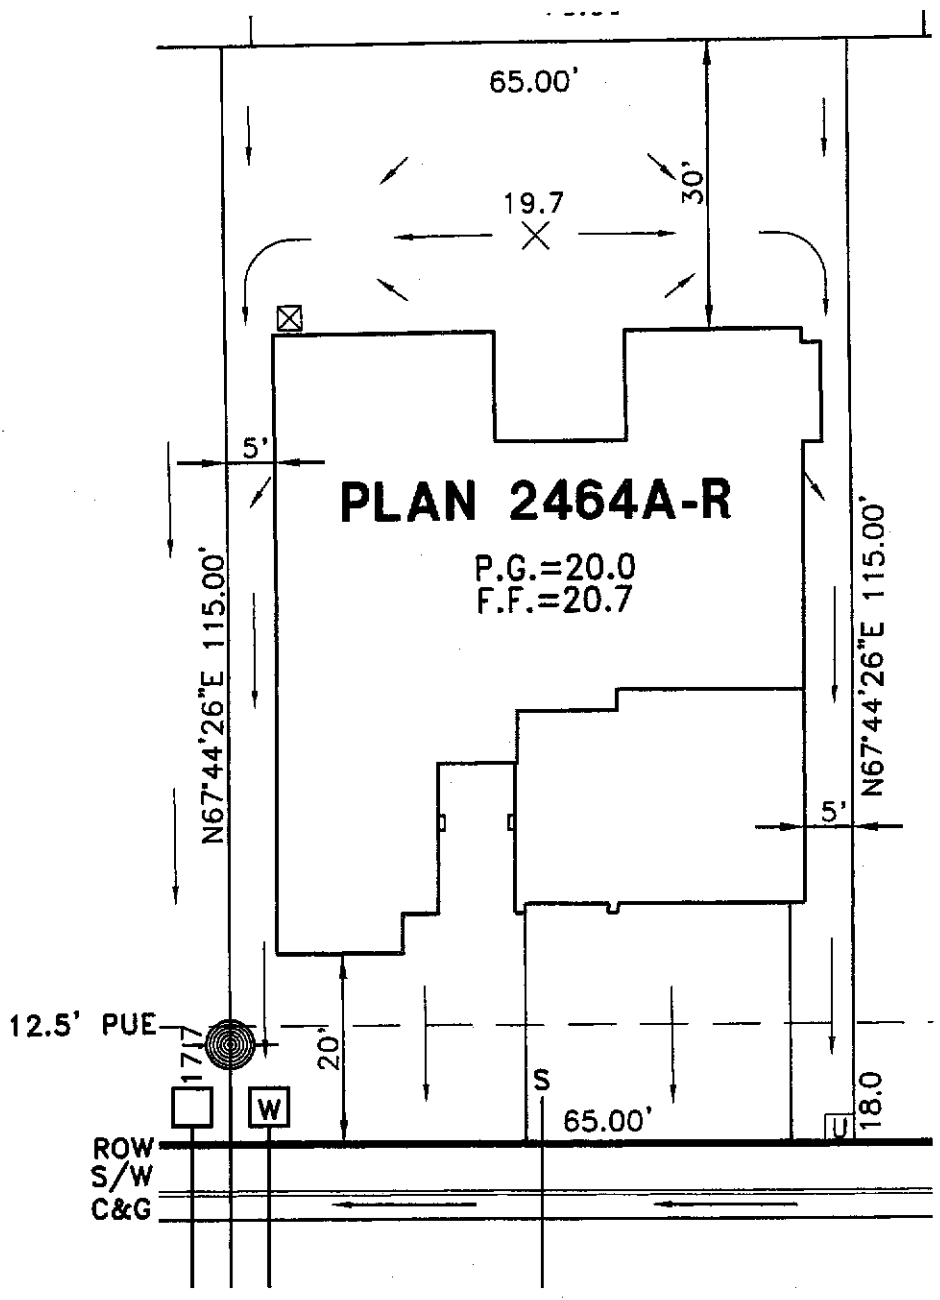 65.00'
30'
19.7
5'
PLAN 2464A-R
P.G.=20.0
F.F.=20.7
N67°44'26"E 115.00'
N67°44'26"E 115.00'
5'
12.5' PUE
17.7
20'
S
W
65.00'
U
18.0
ROW
S/W
C&G